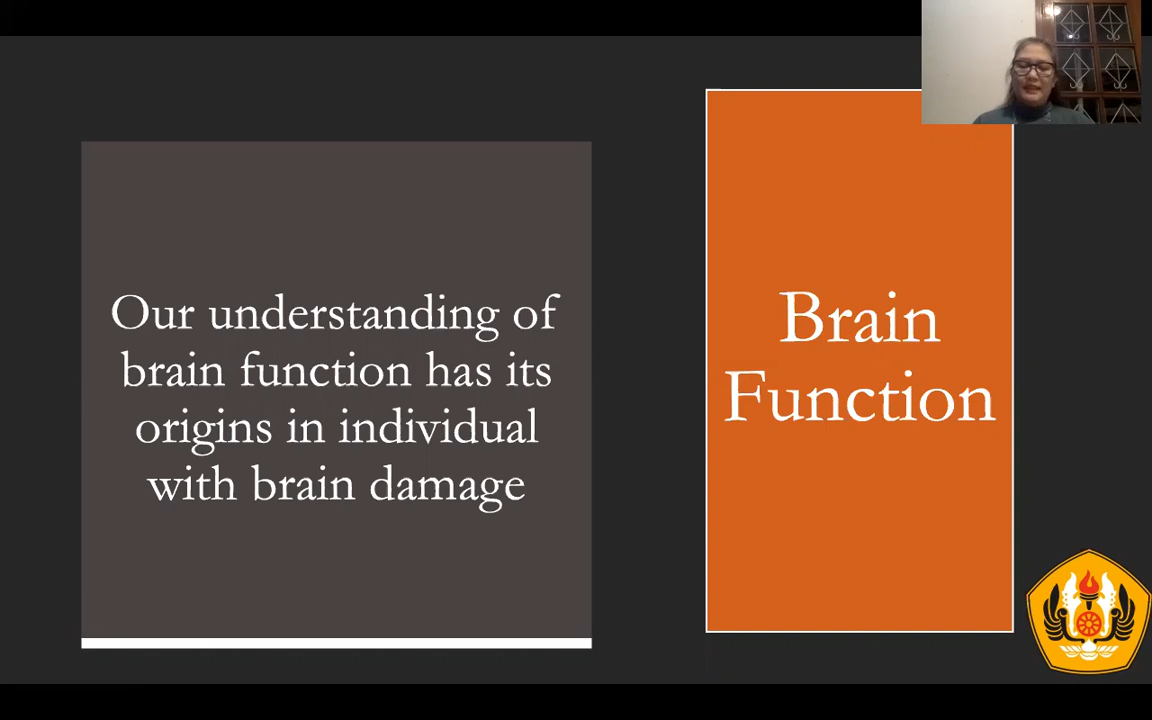 Our understanding of
brain function has its
origins in individual
with brain damage
Brain
Function